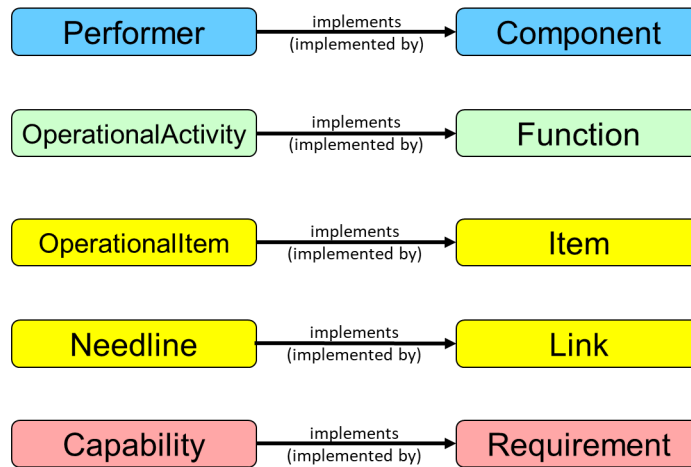 Performer
implements
(implemented by)
Component
OperationalActivity
implements
(implemented by)
Function
OperationalItem
implements
(implemented by)
Item
Needline
implements
(implemented by)
Link
Capability
implements
(implemented by)
Requirement